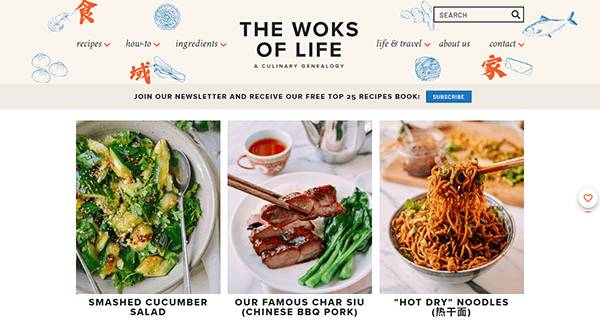 食
域
家
SEARCH
THE WOKS
OF LIFE
A CULINARY GENEALOGY
recipes
how-to
ingredients
life & travel
about us
contact
JOIN OUR NEWSLETTER AND RECEIVE OUR FREE TOP 25 RECIPES BOOK!
SUBSCRIBE
SMASHED CUCUMBER
SALAD
OUR FAMOUS CHAR SIU
(CHINESE BBQ PORK)
"HOT DRY" NOODLES
(热干面)